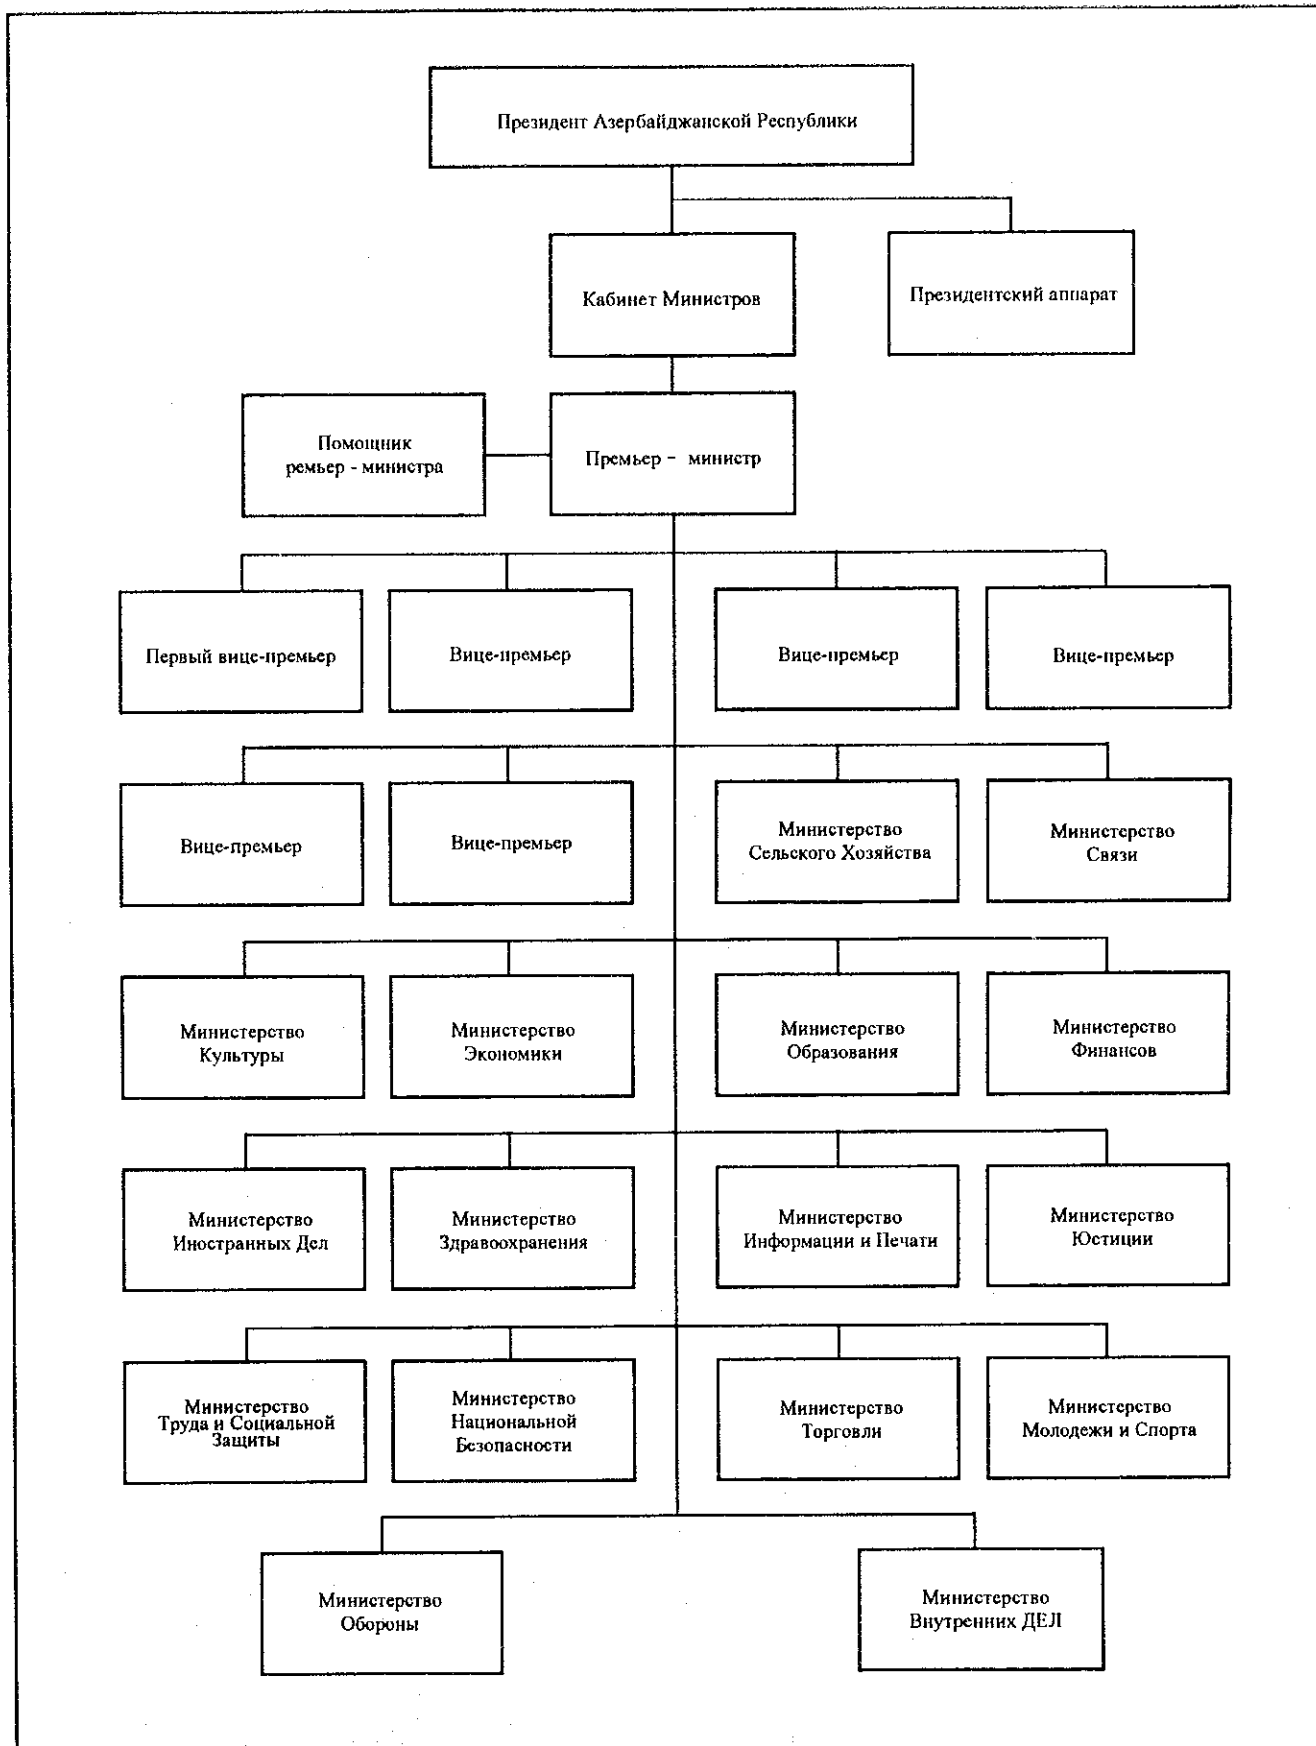 Президент Азербайджанской Республики
Кабинет Министров
Президентский аппарат
Помощник
ремьер - министра
Премьер - министр
Первый вице-премьер
Вице-премьер
Вице-премьер
Вице-премьер
Вице-премьер
Вице-премьер
Министерство
Сельского Хозяйства
Министерство
Связи
Министерство
Культуры
Министерство
Экономики
Министерство
Образования
Министерство
Финансов
Министерство
Иностранных Дел
Министерство
Здравоохранения
Министерство
Информации и Печати
Министерство
Юстиции
Министерство
Труда и Социальной
Защиты
Министерство
Национальной
Безопасности
Министерство
Торговли
Министерство
Молодежи и Спорта
Министерство
Обороны
Министерство
Внутренних ДЕЛ